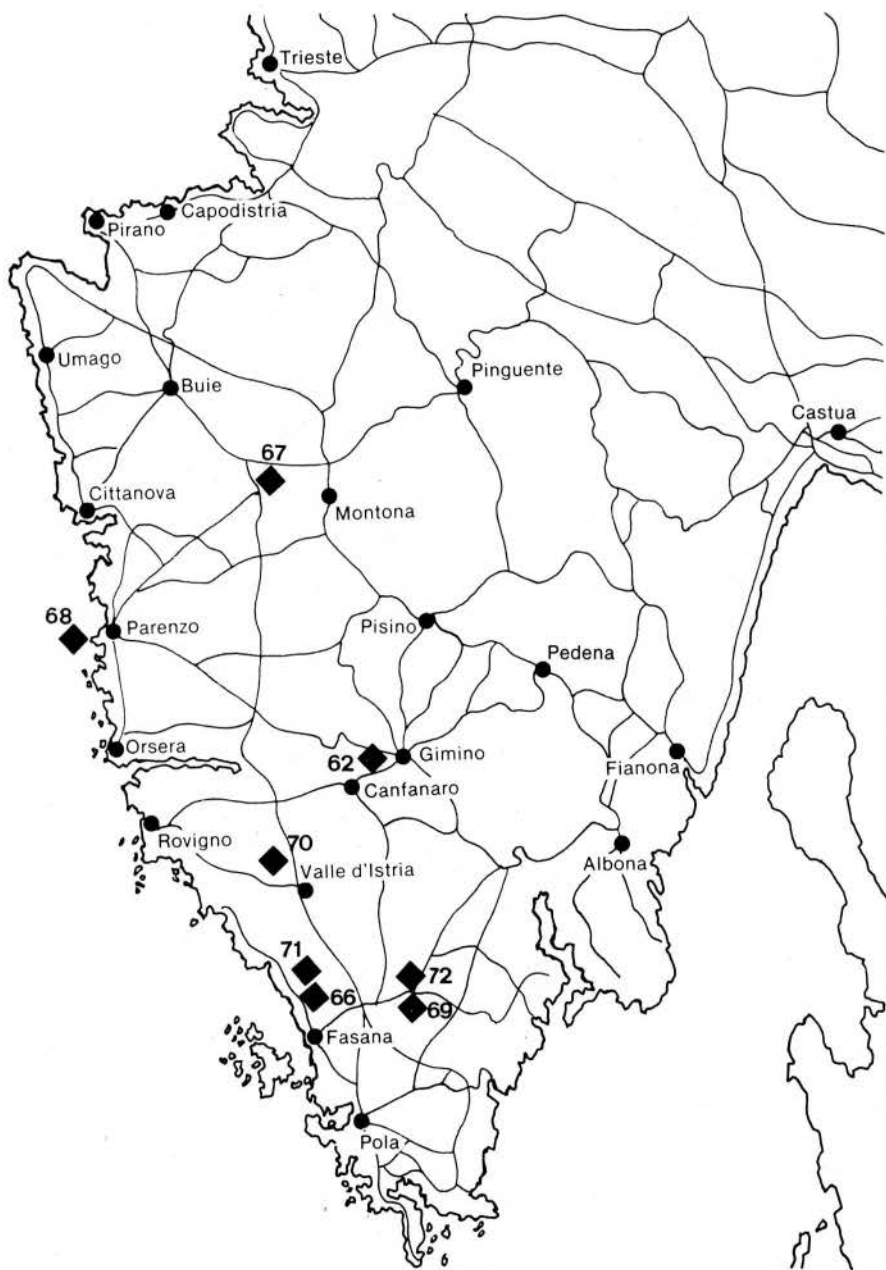 Trieste
Capodistria
Pirano
Umago
Buie
Pinguente
Castua
67
Cittanova
Montona
68
Parenzo
Pisino
Pedena
Orsera
62
Gimino
Fianona
Canfanaro
Rovigno
70
Valle d'Istria
Albona
71
72
66
69
Fasana
Pola